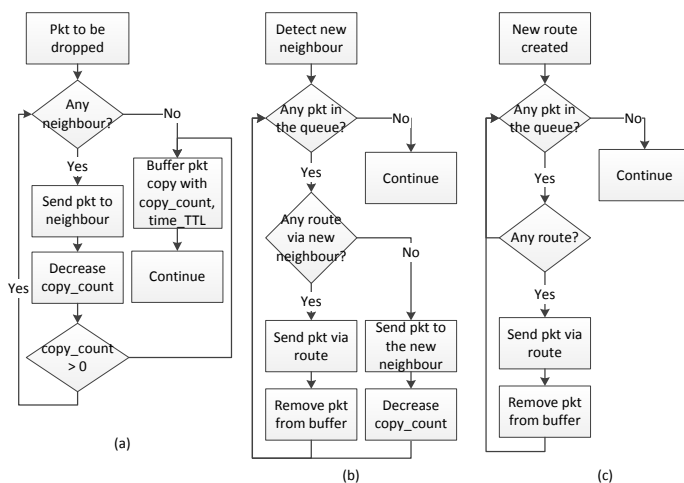 Pkt to be
dropped
Any
neighbour?
No
Yes
Send pkt to
neighbour
Buffer pkt
copy with
copy_count,
time_TTL
Decrease
copy_count
Continue
Yes
copy_count
> 0
(a)
Detect new
neighbour
Any pkt in
the queue?
No
Continue
Yes
Any route
via new
neighbour?
No
Yes
Send pkt via
route
Send pkt to
the new
neighbour
Remove pkt
from buffer
Decrease
copy_count
(b)
New route
created
Any pkt in
the queue?
No
Continue
Yes
Any route?
Yes
Send pkt via
route
Remove pkt
from buffer
(c)